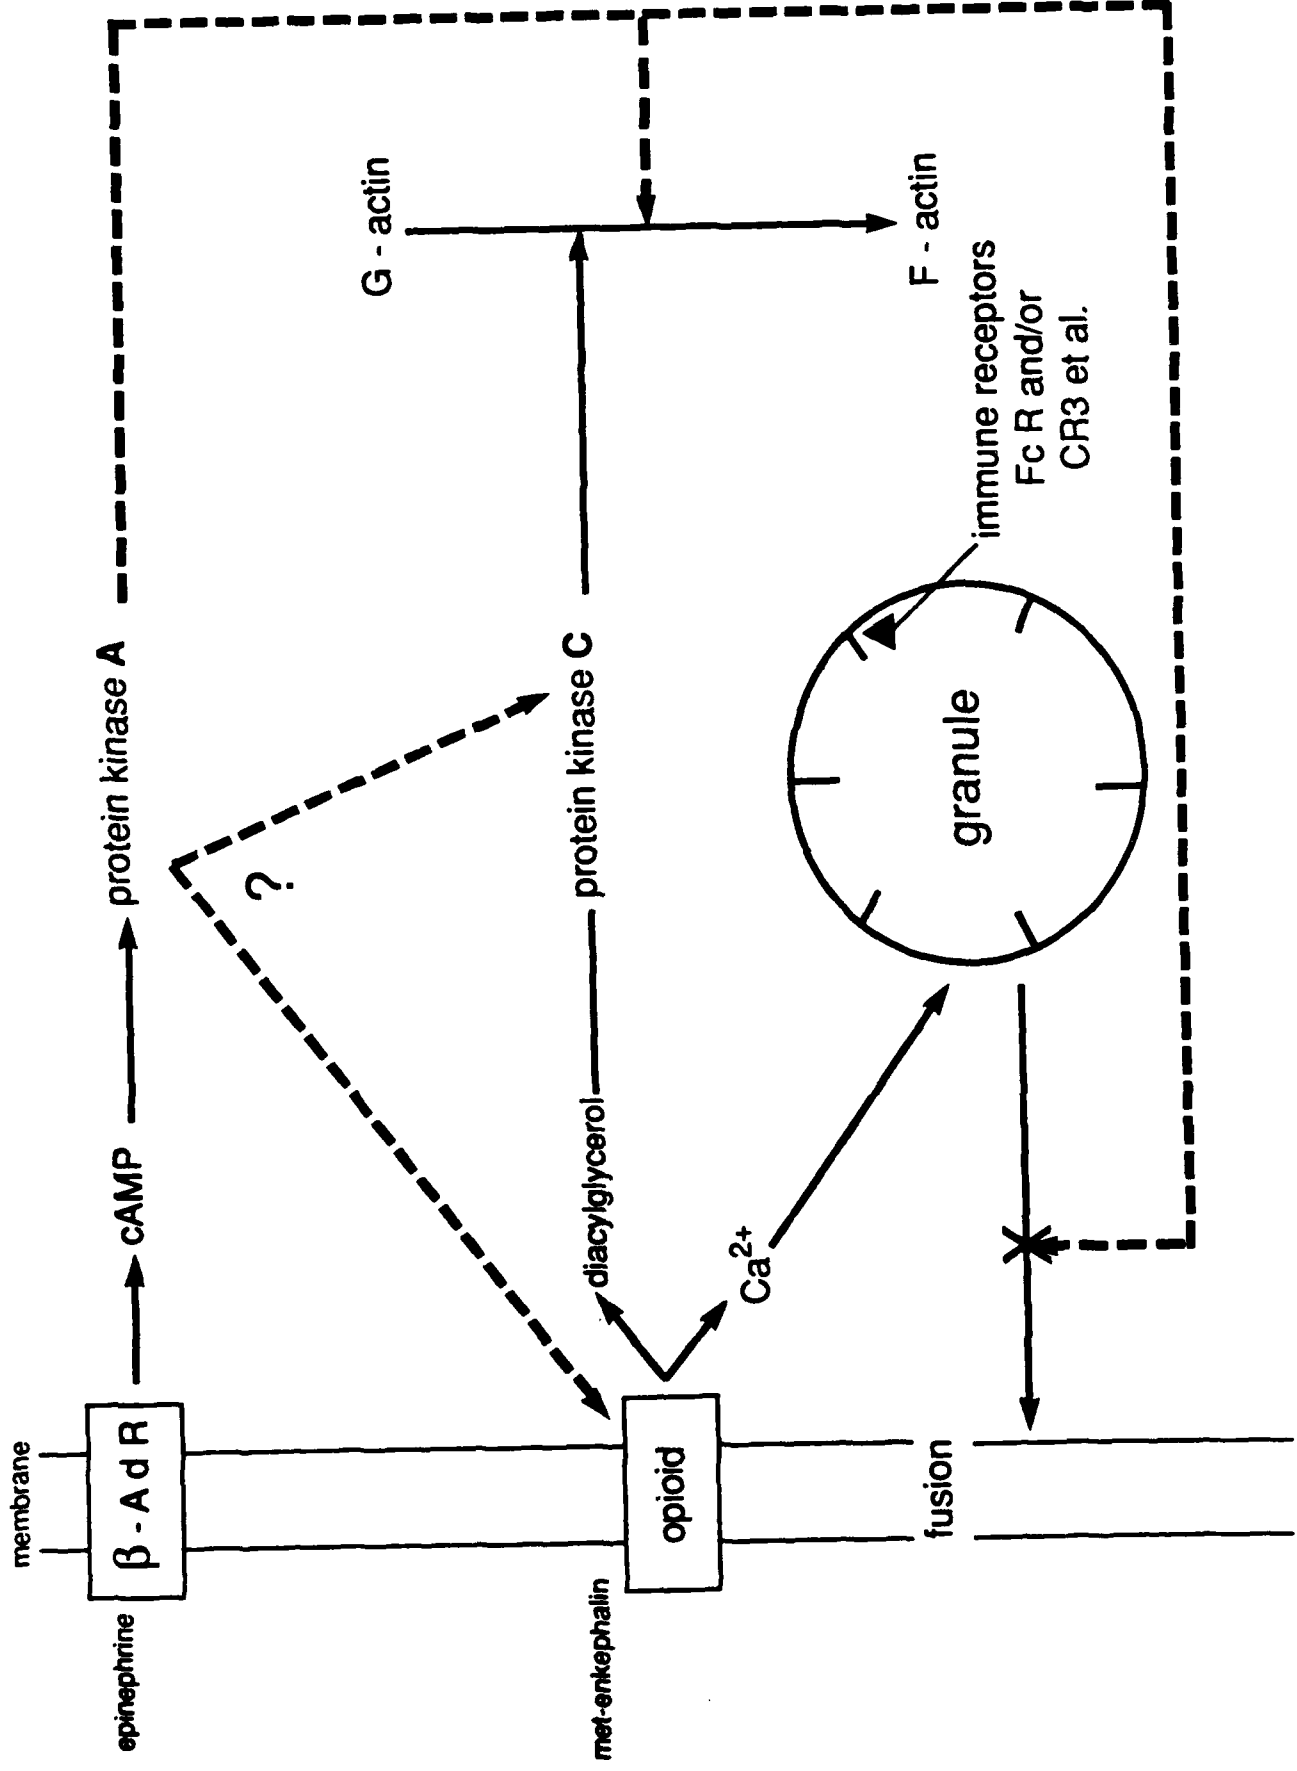 membrane
epinephrine
β - A d R
cAMP
protein kinase A
?
G - actin
met-enkephalin
opioid
diacylglycerol
protein kinase C
Ca2+
F - actin
fusion
granule
immune receptors
Fc R and/or
CR3 et al.